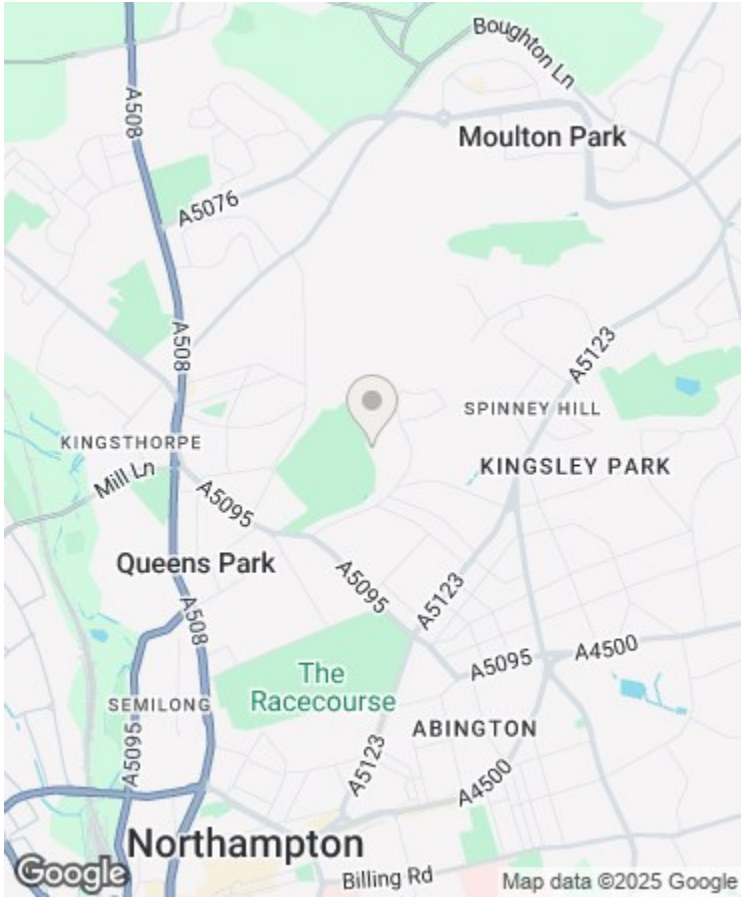 Boughton Ln
A508
Moulton Park
A5076
A508
A5123
SPINNEY HILL
KINGSTHORPE
KINGSLEY PARK
Mill Ln
A5095
Queens Park
A5095
A5123
A508
A4500
A5095
The
Racecourse
SEMILONG
ABINGTON
A5095
A5123
A4500
Northampton
Google
Billing Rd
Map data ©2025 Google